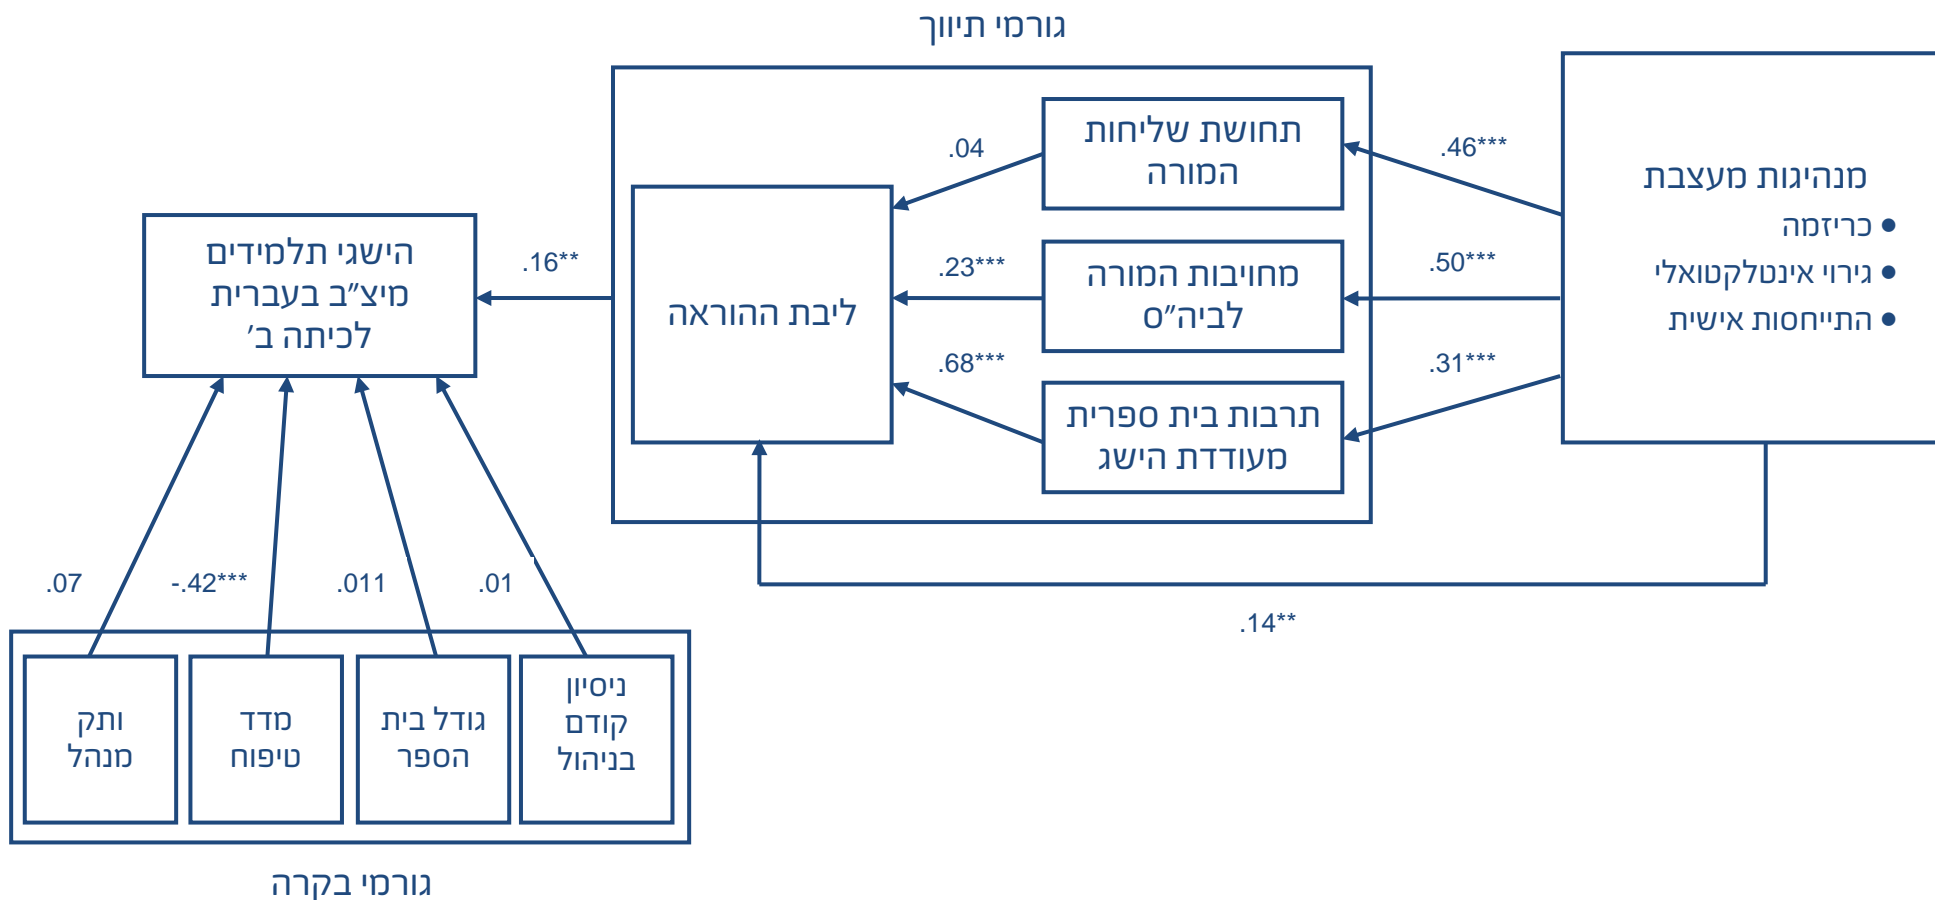 גורמי תיווך
מנהיגות מעצבת
• כריזמה
• גירוי אינטלקטואלי
• התייחסות אישית
.46***
.50***
.31***
תחושת שליחות
המורה
מחויבות המורה
לביה״ס
תרבות בית ספרית
מעודדת הישג
.04
.23***
.68***
ליבת ההוראה
.14**
.16**
הישגי תלמידים
מיצ״ב בעברית
לכיתה ב׳
.01
.011
-.42***
.07
ניסיון
קודם
בניהול
גודל בית
הספר
מדד
טיפוח
ותק
מנהל
גורמי בקרה